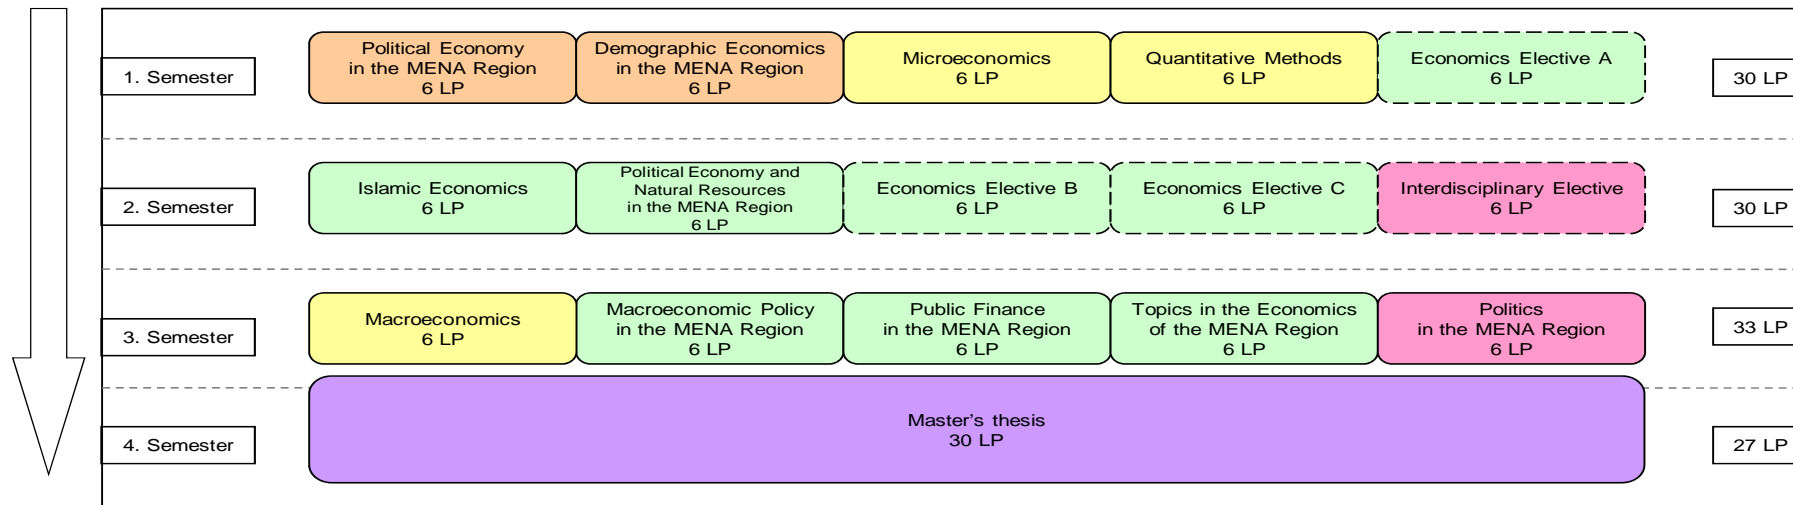 1. Semester
Political Economy
in the MENA Region
6 LP
Demographic Economics
in the MENA Region
6 LP
Microeconomics
6 LP
Quantitative Methods
6 LP
Economics Elective A
6 LP
30 LP
2. Semester
Islamic Economics
6 LP
Political Economy and
Natural Resources
in the MENA Region
6 LP
Economics Elective B
6 LP
Economics Elective C
6 LP
Interdisciplinary Elective
6 LP
30 LP
3. Semester
Macroeconomics
6 LP
Macroeconomic Policy
in the MENA Region
6 LP
Public Finance
in the MENA Region
6 LP
Topics in the Economics
of the MENA Region
6 LP
Politics
in the MENA Region
6 LP
33 LP
4. Semester
Master's thesis
30 LP
27 LP